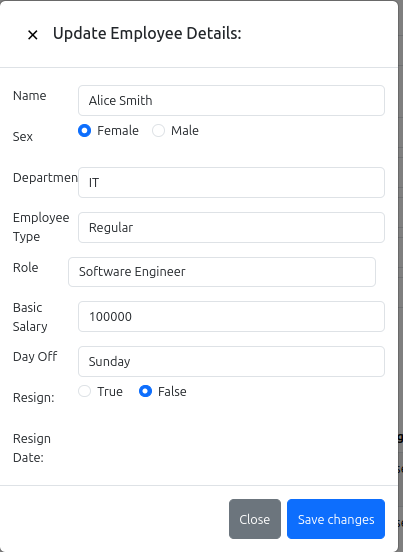 × Update Employee Details:
Name Alice Smith
Sex Female Male
Departmen IT
Employee Type Regular
Role Software Engineer
Basic Salary 100000
Day Off Sunday
Resign: True False
Resign Date:
Close Save changes